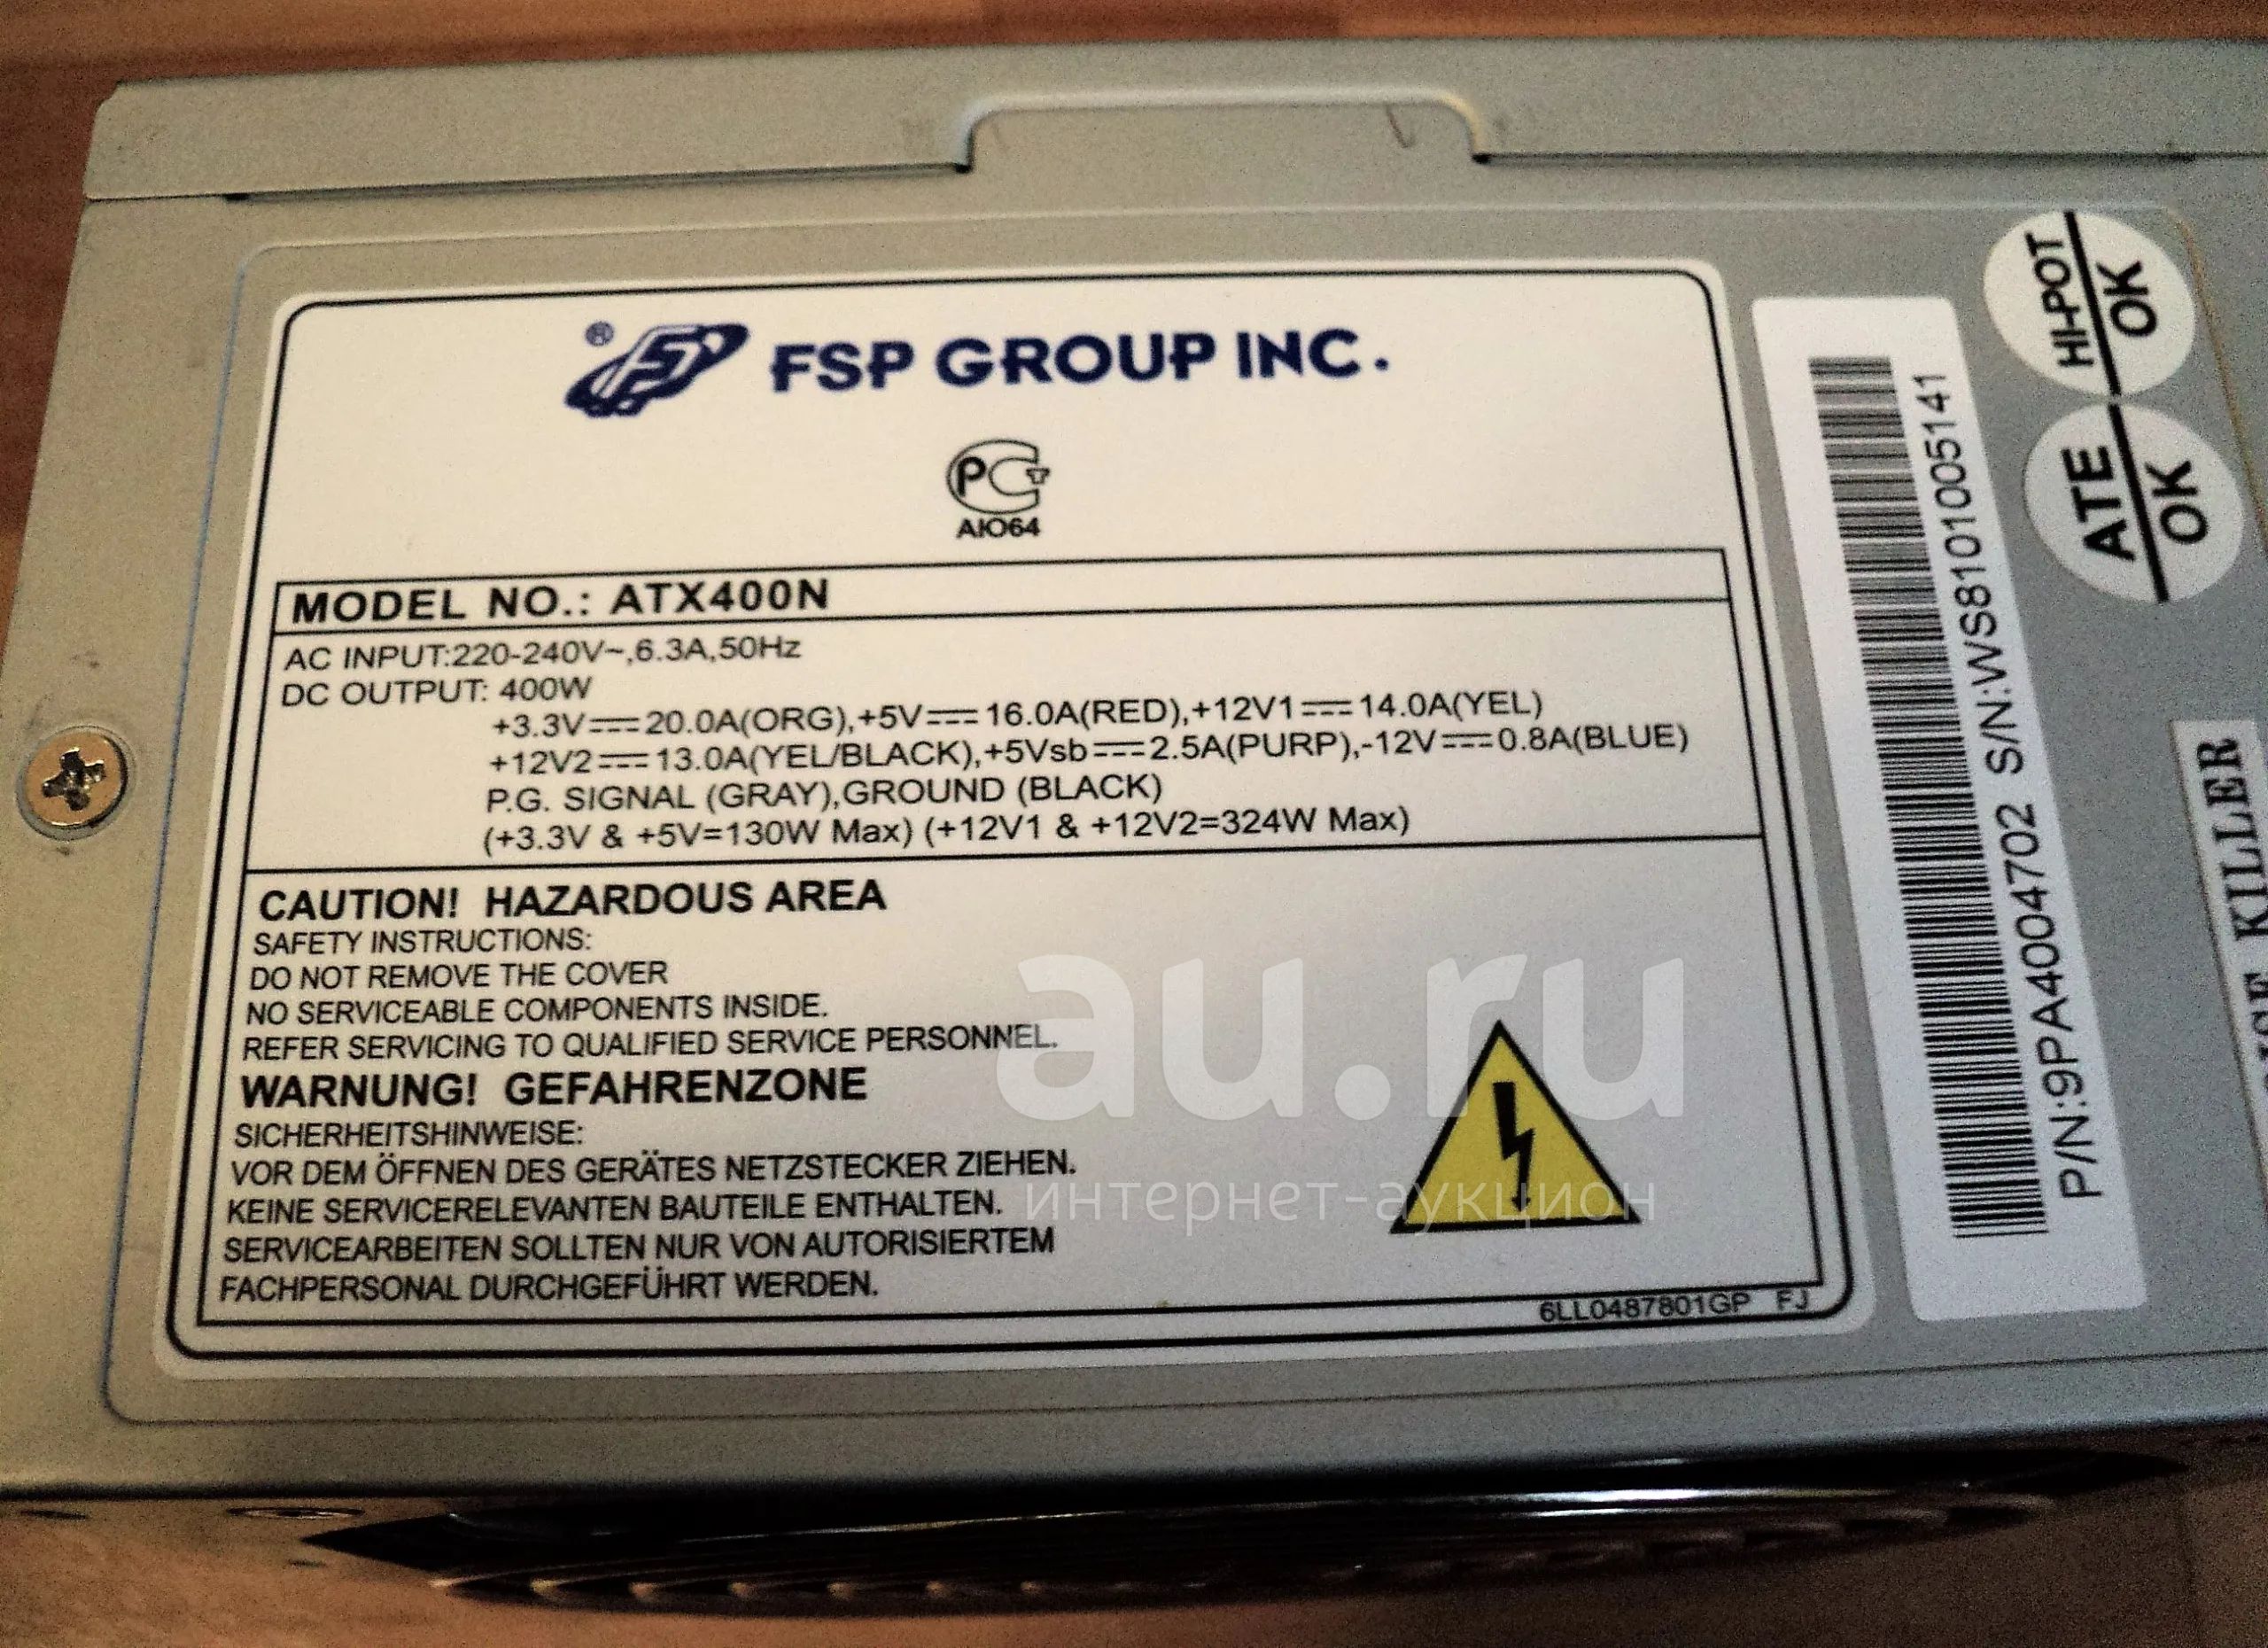 ® FSP GROUP INC.
РС
АЮ64
MODEL NO.: ATX400N
AC INPUT:220-240V~,6.3A,50Hz
DC OUTPUT: 400W
+3.3V⎓20.0A(ORG),+5V⎓16.0A(RED),+12V1⎓14.0A(YEL)
+12V2⎓13.0A(YEL/BLACK),+5Vsb⎓2.5A(PURP),-12V⎓0.8A(BLUE)
P.G. SIGNAL (GRAY),GROUND (BLACK)
(+3.3V & +5V=130W Max) (+12V1 & +12V2=324W Max)
CAUTION! HAZARDOUS AREA
SAFETY INSTRUCTIONS:
DO NOT REMOVE THE COVER
NO SERVICEABLE COMPONENTS INSIDE.
REFER SERVICING TO QUALIFIED SERVICE PERSONNEL.
WARNUNG! GEFAHRENZONE
SICHERHEITSHINWEISE:
VOR DEM ÖFFNEN DES GERÄTES NETZSTECKER ZIEHEN.
KEINE SERVICERELEVANTEN BAUTEILE ENTHALTEN.
SERVICEARBEITEN SOLLTEN NUR VON AUTORISIERTEM
FACHPERSONAL DURCHGEFÜHRT WERDEN.
6LL0487801GP FJ
au.ru
интернет-аукцион
P/N:9PA4004702 S/N:WS8101005141
HI-POT
OK
ATE
OK
KILLER